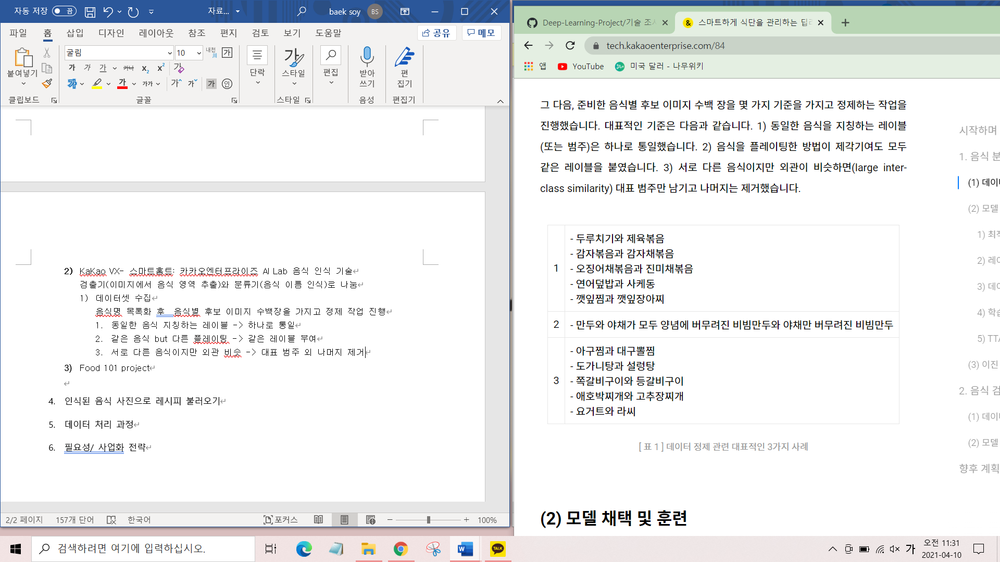 자동 저장 끔 자료... baek soy BS
파일 홈 삽입 디자인 레이아웃 참조 편지 검토 보기 도움말 공유 메모
굴림 10
붙여넣기
단락 스타일 편집 받아쓰기 편집기
클립보드 글꼴 스타일 음성 편집기
2) KaKao VX- 스마트홈트: 카카오엔터프라이즈 AI Lab 음식 인식 기술
검출기(이미지에서 음식 영역 추출)와 분류기(음식 이름 인식)로 나눔
1) 데이터셋 수집
음식명 목록화 후 음식별 후보 이미지 수백장을 가지고 정제 작업 진행
1. 동일한 음식 지칭하는 레이블 -> 하나로 통일
2. 같은 음식 but 다른 플레이팅 -> 같은 레이블 부여
3. 서로 다른 음식이지만 외관 비슷 -> 대표 범주 외 나머지 제거
3) Food 101 project
4. 인식된 음식 사진으로 레시피 불러오기
5. 데이터 처리 과정
6. 필요성/ 사업화 전략
2/2 페이지 157개 단어 한국어 포커스 100%
Deep-Learning-Project/기술 조
스마트하게 식단을 관리하는 딥
tech.kakaoenterprise.com/84
앱 YouTube 미국 달러 - 나무위키
그 다음, 준비한 음식별 후보 이미지 수백 장을 몇 가지 기준을 가지고 정제하는 작업을
진행했습니다. 대표적인 기준은 다음과 같습니다. 1) 동일한 음식을 지칭하는 레이블
(또는 범주)은 하나로 통일했습니다. 2) 음식을 플레이팅한 방법이 제각기여도 모두
같은 레이블을 붙였습니다. 3) 서로 다른 음식이지만 외관이 비슷하면(large inter-
class similarity) 대표 범주만 남기고 나머지는 제거했습니다.
1
- 두루치기와 제육볶음
- 감자볶음과 감자채볶음
- 오징어채볶음과 진미채볶음
- 연어덮밥과 사케동
- 깻잎찜과 깻잎장아찌
2 - 만두와 야채가 모두 양념에 버무려진 비빔만두와 야채만 버무려진 비빔만두
3
- 아구찜과 대구뽈찜
- 도가니탕과 설렁탕
- 쪽갈비구이와 등갈비구이
- 애호박찌개와 고추장찌개
- 요거트와 라씨
[ 표 1 ] 데이터 정제 관련 대표적인 3가지 사례
(2) 모델 채택 및 훈련
시작하며
1. 음식 분
(1) 데이
(2) 모델
1) 최
2) 레
3) 데
4) 학
5) TT
(3) 이진
2. 음식 검
(1) 데이
(2) 모델
향후 계획
검색하려면 여기에 입력하십시오.
TALK
가
오전 11:31
2021-04-10